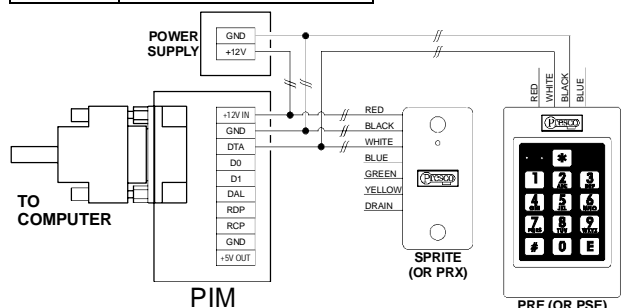 POWER
SUPPLY
GND
+12V
+12V IN
GND
DTA
D0
D1
DAL
RDP
RCP
GND
+5V OUT
TO
COMPUTER
PIM
RED
BLACK
WHITE
BLUE
GREEN
YELLOW
DRAIN
Presco
SPRITE
(OR PRX)
RED
WHITE
BLACK
BLUE
Presco
*
1 2 3
4 5 6
7 8 9
# 0 E
PRE (OR PSE)